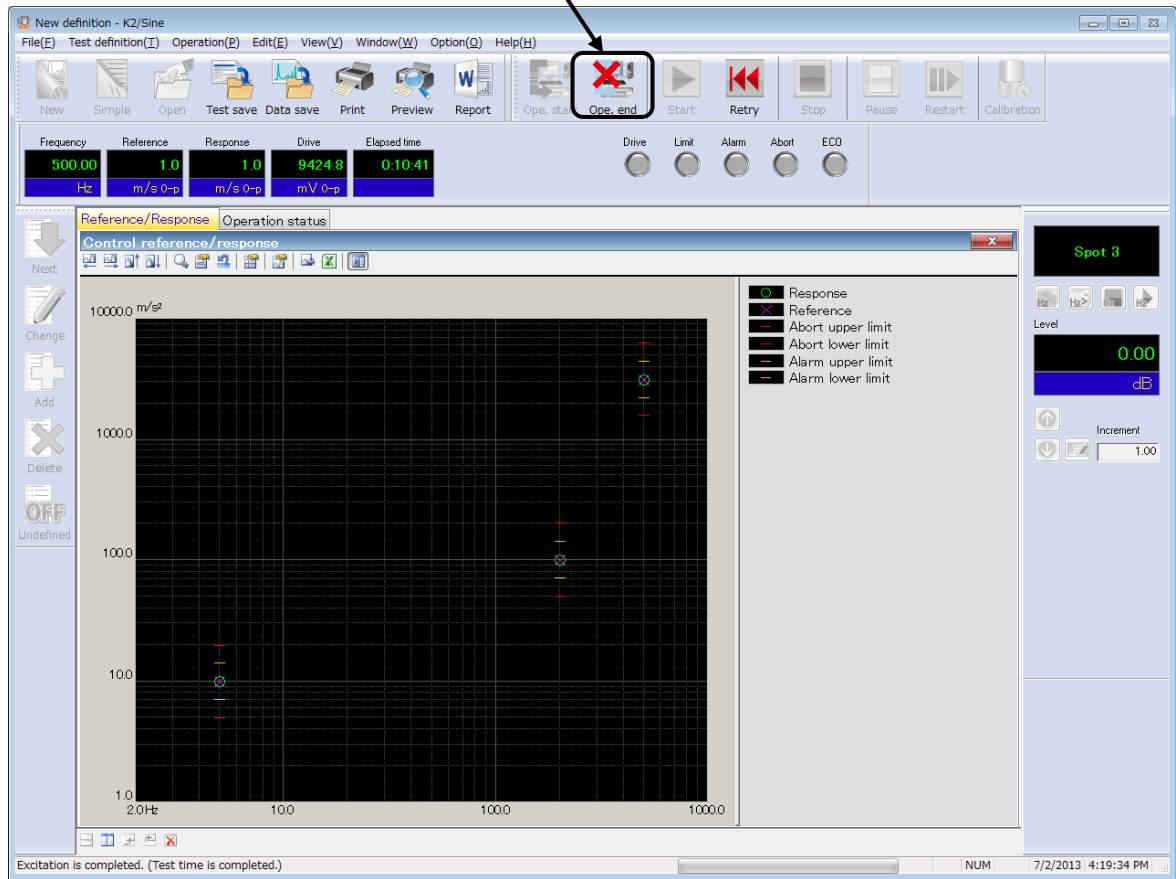 New definition - K2/Sine
File(F) Test definition(T) Operation(P) Edit(E) View(V) Window(W) Option(O) Help(H)
New Simple Open Test save Data save Print Preview Report Ope. start Ope. end Start Retry Stop Pause Restart Calibration
Frequency Reference Response Drive Elapsed time Drive Limit Alarm Abort ECO
500.00 1.0 1.0 9424.8 0:10:41
Hz m/s 0-p m/s 0-p mV 0-p
Reference/Response Operation status
Control reference/response
Next
Change
Add
Delete
OFF
Undefined
10000.0 m/s²
1000.0
100.0
10.0
1.0
2.0 Hz 10.0 100.0 1000.0
Response
Reference
Abort upper limit
Abort lower limit
Alarm upper limit
Alarm lower limit
Spot 3
Level
0.00
dB
Increment
1.00
Excitation is completed. (Test time is completed.) NUM 7/2/2013 4:19:34 PM